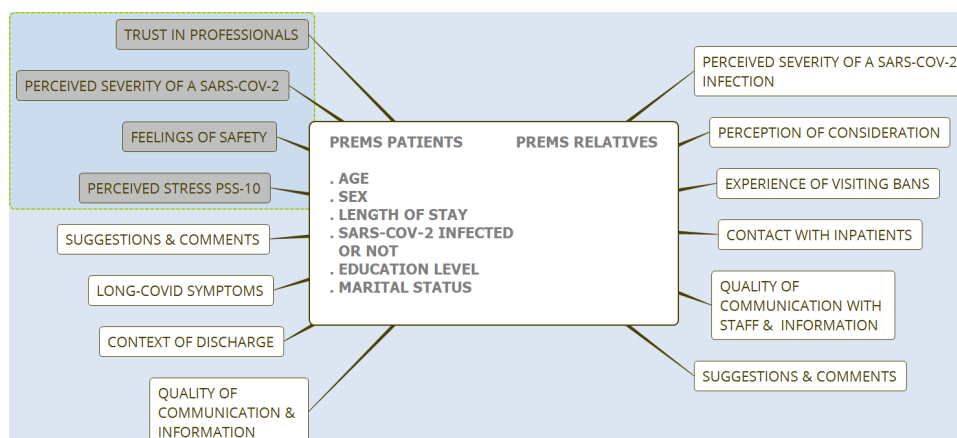 TRUST IN PROFESSIONALS
PERCEIVED SEVERITY OF A SARS-COV-2
FEELINGS OF SAFETY
PERCEIVED STRESS PSS-10
SUGGESTIONS & COMMENTS
LONG-COVID SYMPTOMS
CONTEXT OF DISCHARGE
QUALITY OF
COMMUNICATION &
INFORMATION
PREMS PATIENTS PREMS RELATIVES
. AGE
. SEX
. LENGTH OF STAY
. SARS-COV-2 INFECTED
OR NOT
. EDUCATION LEVEL
. MARITAL STATUS
PERCEIVED SEVERITY OF A SARS-COV-2
INFECTION
PERCEPTION OF CONSIDERATION
EXPERIENCE OF VISITING BANS
CONTACT WITH INPATIENTS
QUALITY OF
COMMUNICATION WITH
STAFF & INFORMATION
SUGGESTIONS & COMMENTS